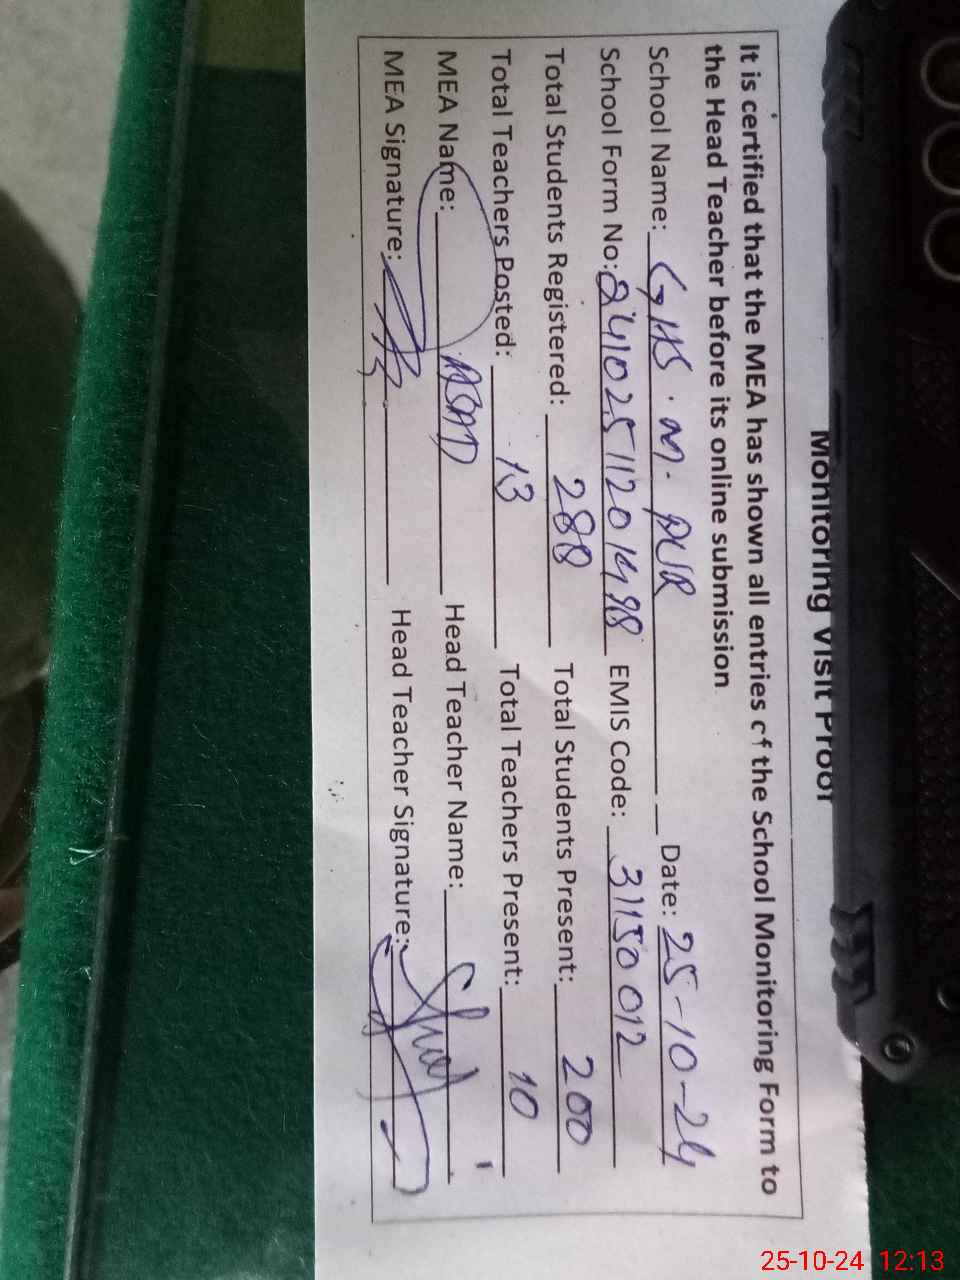 Monitoring Visit Proof
It is certified that the MEA has shown all entries of the School Monitoring Form to
the Head Teacher before its online submission
School Name: GHS. M. PUR Date: 25-10-24
School Form No: EMIS Code: 31150012
Total Students Registered: 288 Total Students Present: 200
Total Teachers Posted: 13 Total Teachers Present: 10
MEA Name: ASAD Head Teacher Name:
MEA Signature: Head Teacher Signature:
25-10-24 12:13